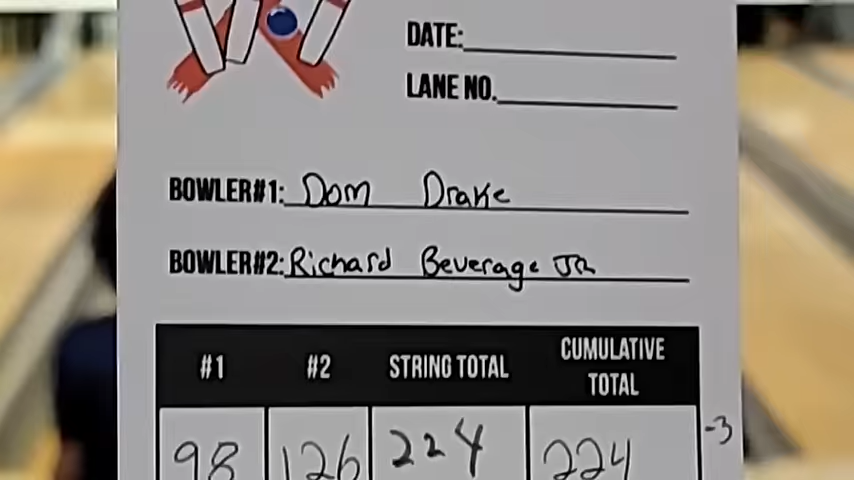 DATE:
LANE NO.
BOWLER#1: Dom Drake
BOWLER#2: Richard Beverage JR
#1 #2 STRING TOTAL CUMULATIVE TOTAL
98 126 224 224 -3